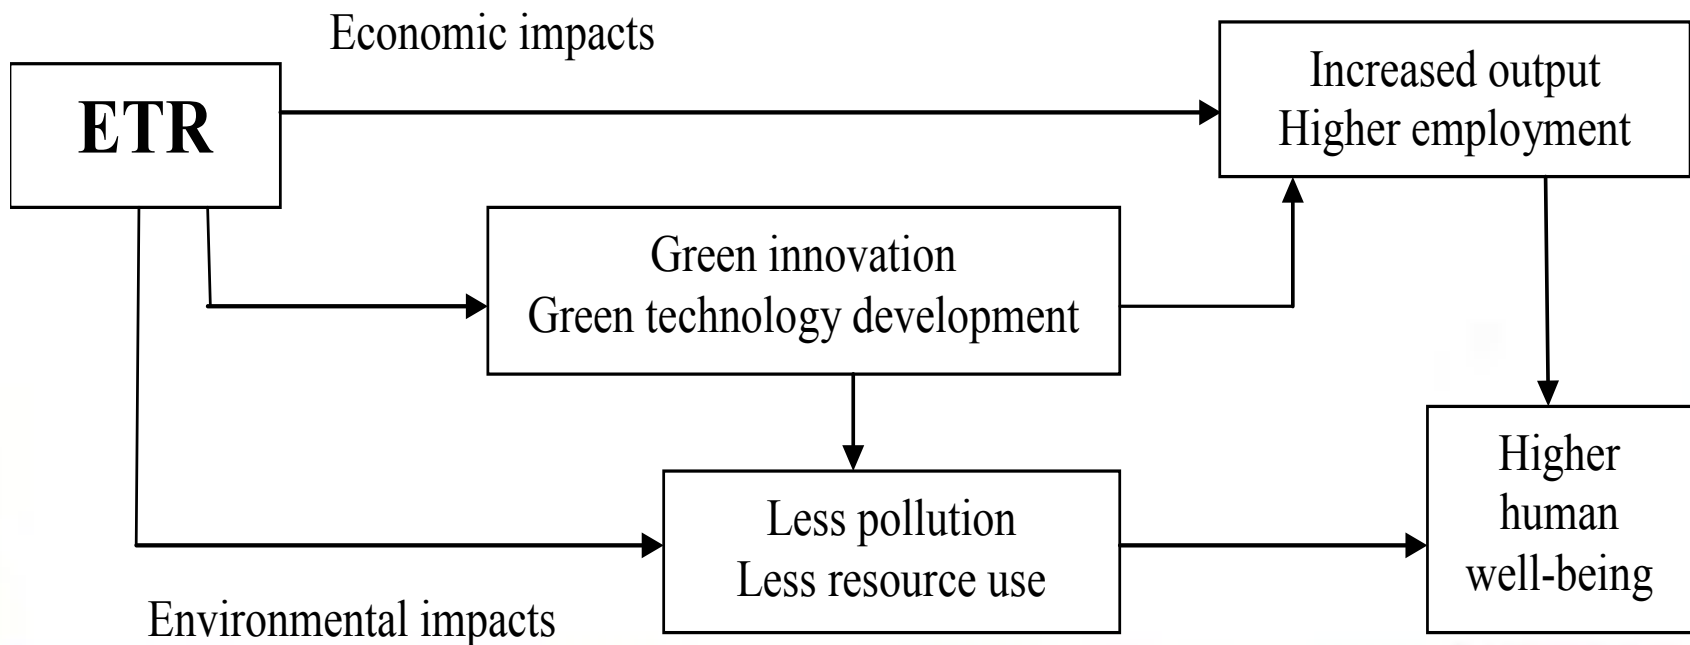 Economic impacts
ETR
Increased output
Higher employment
Green innovation
Green technology development
Less pollution
Less resource use
Higher
human
well-being
Environmental impacts